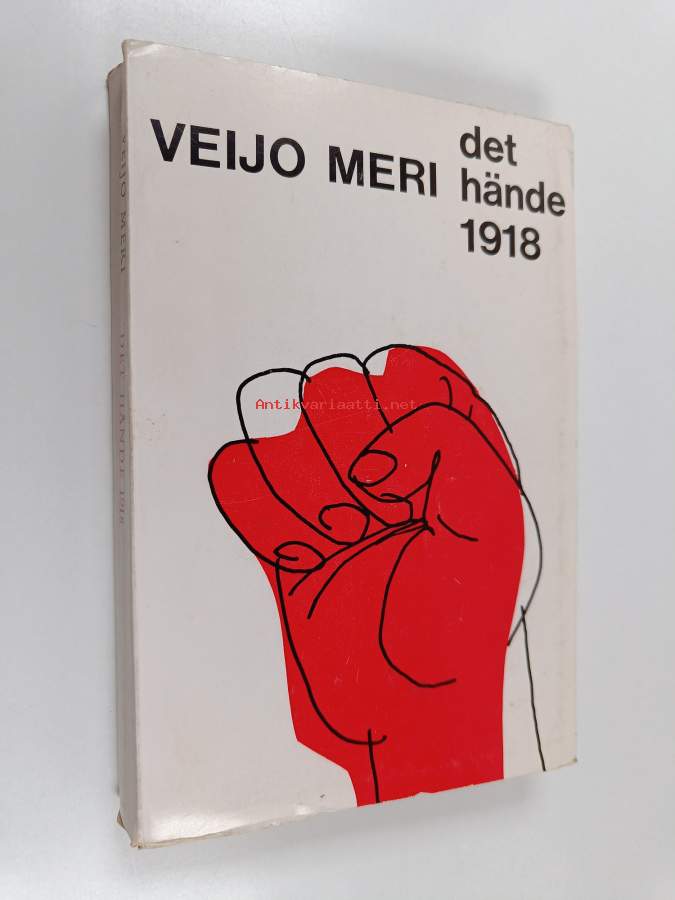 VEIJO MERI
det
hände
1918
Antikvariaatti.net
VEIJO MERI DET HÄNDE 1918